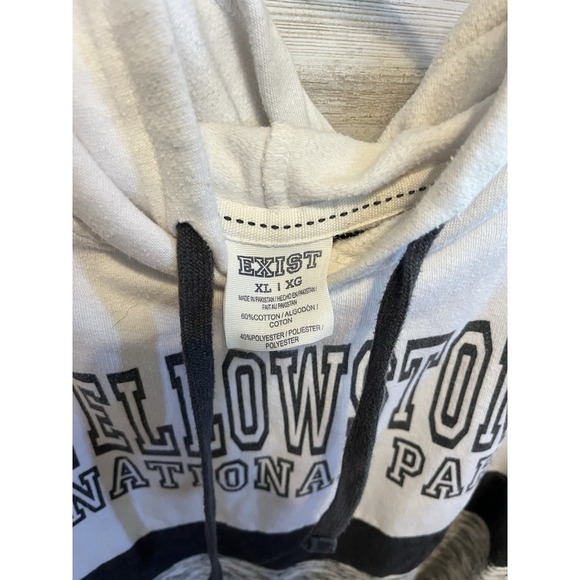 EXIST
XL | XG
MADE IN PAKISTAN / HECHO EN PAKISTAN /
FAIT AU PAKISTAN
60%COTTON / ALGODÓN /
COTON
40%POLYESTER / POLIESTER /
POLYESTER
ELLOWSTON
NATIONA PA